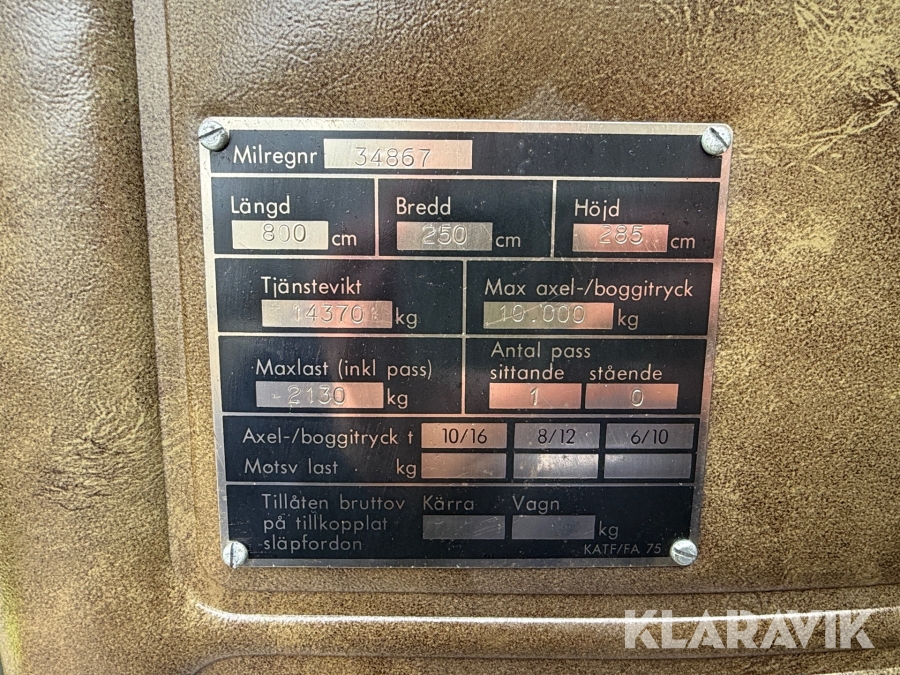 Milregnr 34867
Längd Bredd Höjd
800 cm 250 cm 285 cm
Tjänstevikt Max axel-/boggitryck
14370 kg 10.000 kg
Maxlast (inkl pass) Antal pass
sittande stående
2130 kg 1 0
Axel-/boggitryck t 10/16 8/12 6/10
Motsv last kg
Tillåten bruttov Kärra Vagn
på tillkopplat kg
släpfordon KATF/FA 75
KLARAVIK